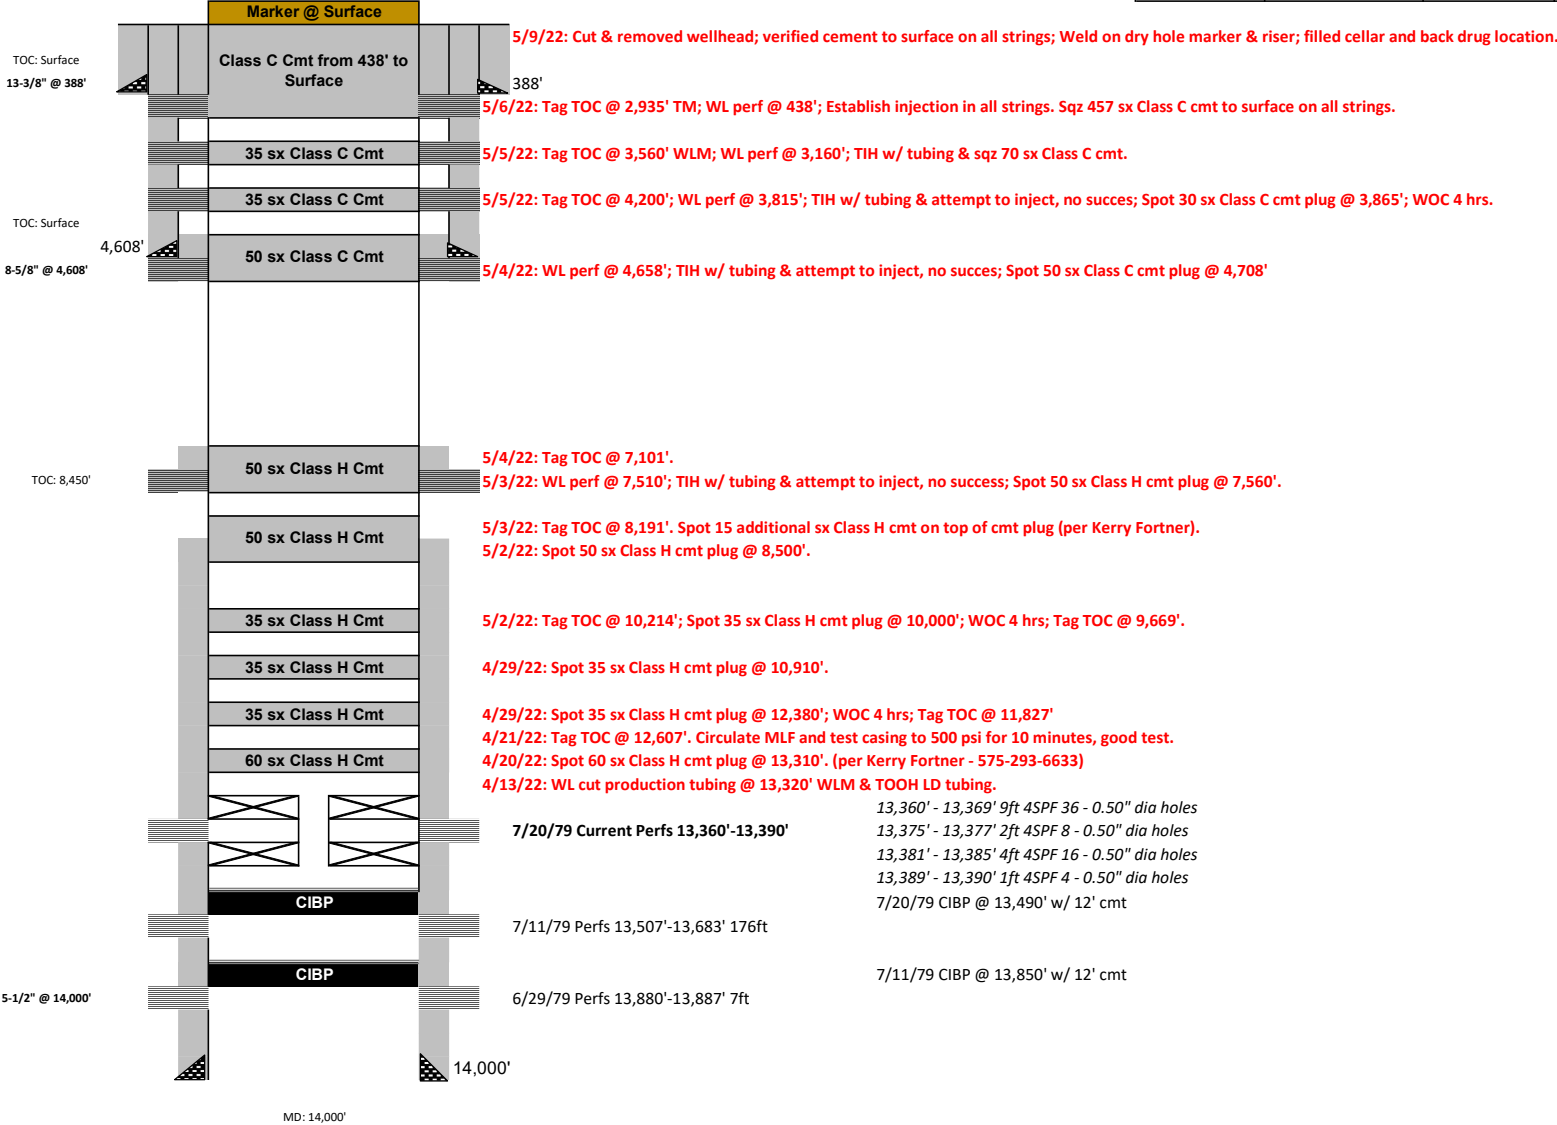 Marker @ Surface
5/9/22: Cut & removed wellhead; verified cement to surface on all strings; Weld on dry hole marker & riser; filled cellar and back drug location.
TOC: Surface
Class C Cmt from 438' to
Surface
13-3/8" @ 388'
388'
5/6/22: Tag TOC @ 2,935' TM; WL perf @ 438'; Establish injection in all strings. Sqz 457 sx Class C cmt to surface on all strings.
35 sx Class C Cmt
5/5/22: Tag TOC @ 3,560' WLM; WL perf @ 3,160'; TIH w/ tubing & sqz 70 sx Class C cmt.
35 sx Class C Cmt
5/5/22: Tag TOC @ 4,200'; WL perf @ 3,815'; TIH w/ tubing & attempt to inject, no succes; Spot 30 sx Class C cmt plug @ 3,865'; WOC 4 hrs.
TOC: Surface
4,608'
50 sx Class C Cmt
8-5/8" @ 4,608'
5/4/22: WL perf @ 4,658'; TIH w/ tubing & attempt to inject, no succes; Spot 50 sx Class C cmt plug @ 4,708'
5/4/22: Tag TOC @ 7,101'.
50 sx Class H Cmt
TOC: 8,450'
5/3/22: WL perf @ 7,510'; TIH w/ tubing & attempt to inject, no success; Spot 50 sx Class H cmt plug @ 7,560'.
5/3/22: Tag TOC @ 8,191'. Spot 15 additional sx Class H cmt on top of cmt plug (per Kerry Fortner).
50 sx Class H Cmt
5/2/22: Spot 50 sx Class H cmt plug @ 8,500'.
35 sx Class H Cmt
5/2/22: Tag TOC @ 10,214'; Spot 35 sx Class H cmt plug @ 10,000'; WOC 4 hrs; Tag TOC @ 9,669'.
35 sx Class H Cmt
4/29/22: Spot 35 sx Class H cmt plug @ 10,910'.
35 sx Class H Cmt
4/29/22: Spot 35 sx Class H cmt plug @ 12,380'; WOC 4 hrs; Tag TOC @ 11,827'
4/21/22: Tag TOC @ 12,607'. Circulate MLF and test casing to 500 psi for 10 minutes, good test.
60 sx Class H Cmt
4/20/22: Spot 60 sx Class H cmt plug @ 13,310'. (per Kerry Fortner - 575-293-6633)
4/13/22: WL cut production tubing @ 13,320' WLM & TOOH LD tubing.
13,360' - 13,369' 9ft 4SPF 36 - 0.50" dia holes
7/20/79 Current Perfs 13,360'-13,390'
13,375' - 13,377' 2ft 4SPF 8 - 0.50" dia holes
13,381' - 13,385' 4ft 4SPF 16 - 0.50" dia holes
13,389' - 13,390' 1ft 4SPF 4 - 0.50" dia holes
CIBP
7/20/79 CIBP @ 13,490' w/ 12' cmt
7/11/79 Perfs 13,507'-13,683' 176ft
CIBP
7/11/79 CIBP @ 13,850' w/ 12' cmt
5-1/2" @ 14,000'
6/29/79 Perfs 13,880'-13,887' 7ft
14,000'
MD: 14,000'